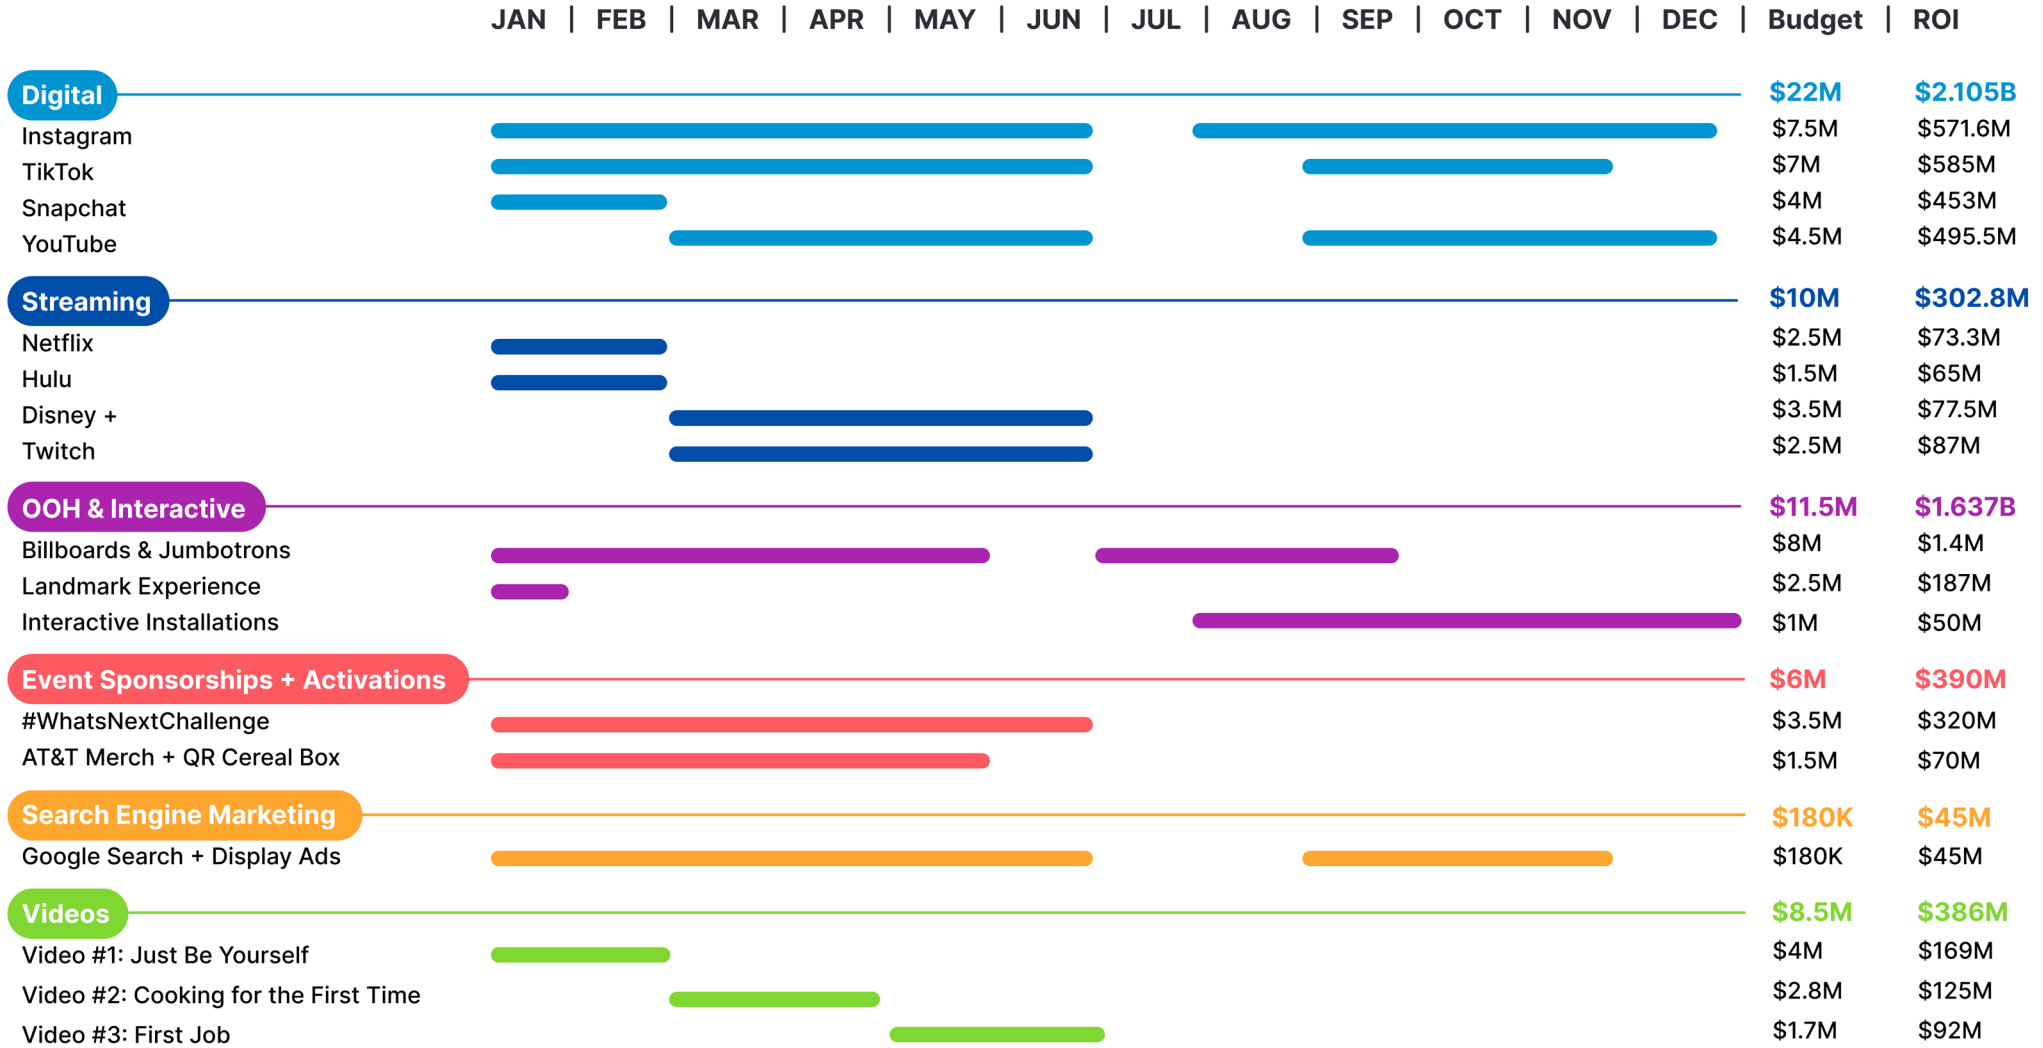 JAN | FEB | MAR | APR | MAY | JUN | JUL | AUG | SEP | OCT | NOV | DEC | Budget | ROI
Digital $22M $2.105B
Instagram $7.5M $571.6M
TikTok $7M $585M
Snapchat $4M $453M
YouTube $4.5M $495.5M
Streaming $10M $302.8M
Netflix $2.5M $73.3M
Hulu $1.5M $65M
Disney + $3.5M $77.5M
Twitch $2.5M $87M
OOH & Interactive $11.5M $1.637B
Billboards & Jumbotrons $8M $1.4M
Landmark Experience $2.5M $187M
Interactive Installations $1M $50M
Event Sponsorships + Activations $6M $390M
#WhatsNextChallenge $3.5M $320M
AT&T Merch + QR Cereal Box $1.5M $70M
Search Engine Marketing $180K $45M
Google Search + Display Ads $180K $45M
Videos $8.5M $386M
Video #1: Just Be Yourself $4M $169M
Video #2: Cooking for the First Time $2.8M $125M
Video #3: First Job $1.7M $92M